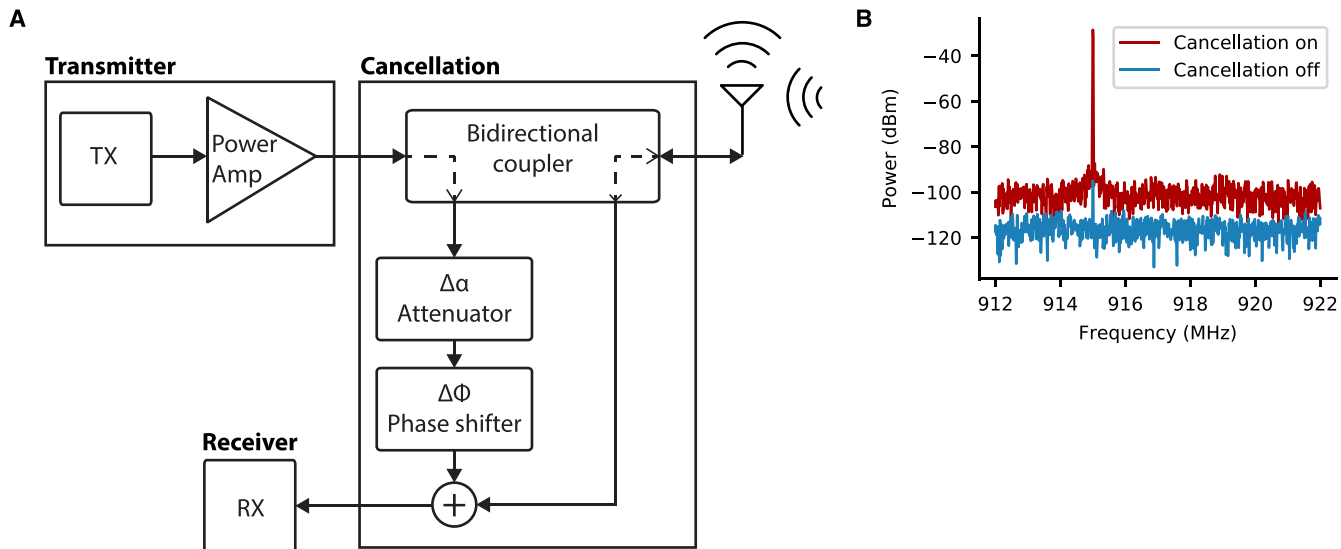 A
Transmitter
TX
Power
Amp
Cancellation
Bidirectional
coupler
Δα
Attenuator
ΔΦ
Phase shifter
+
Receiver
RX
B
Cancellation on
Cancellation off
Power (dBm)
−40
−60
−80
−100
−120
912 914 916 918 920 922
Frequency (MHz)